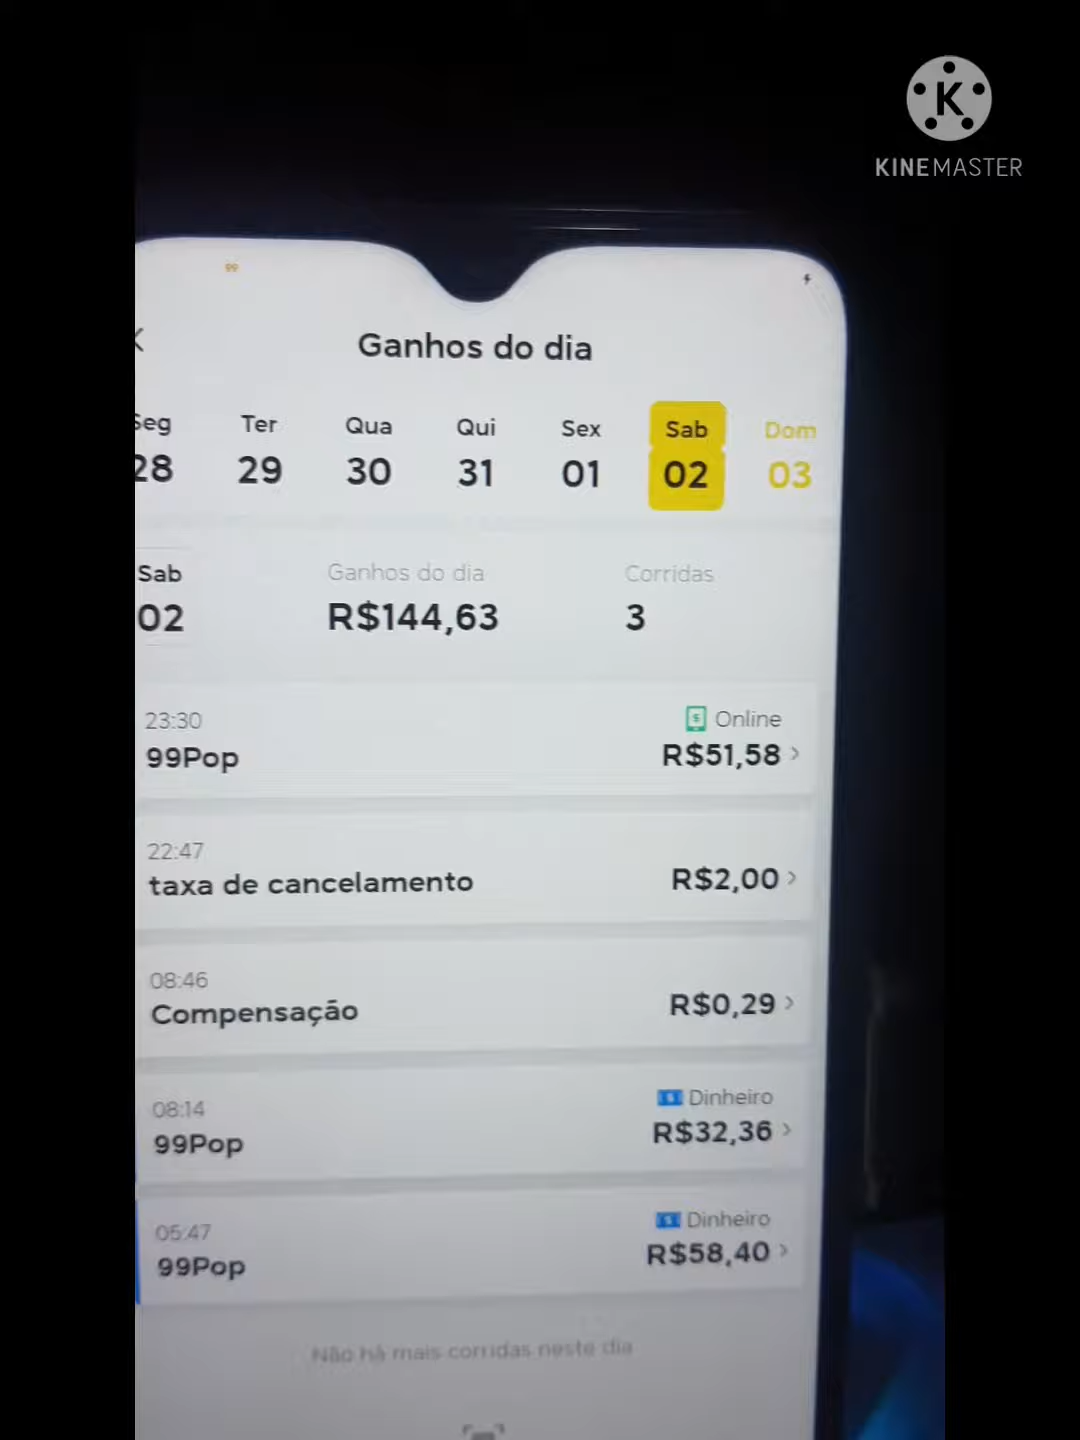 KINEMASTER
99
Ganhos do dia
Seg Ter Qua Qui Sex Sab Dom
28 29 30 31 01 02 03
Sab Ganhos do dia Corridas
02 R$144,63 3
23:30 Online
99Pop R$51,58
22:47
taxa de cancelamento R$2,00
08:46
Compensação R$0,29
08:14 Dinheiro
99Pop R$32,36
05:47 Dinheiro
99Pop R$58,40
Não há mais corridas neste dia